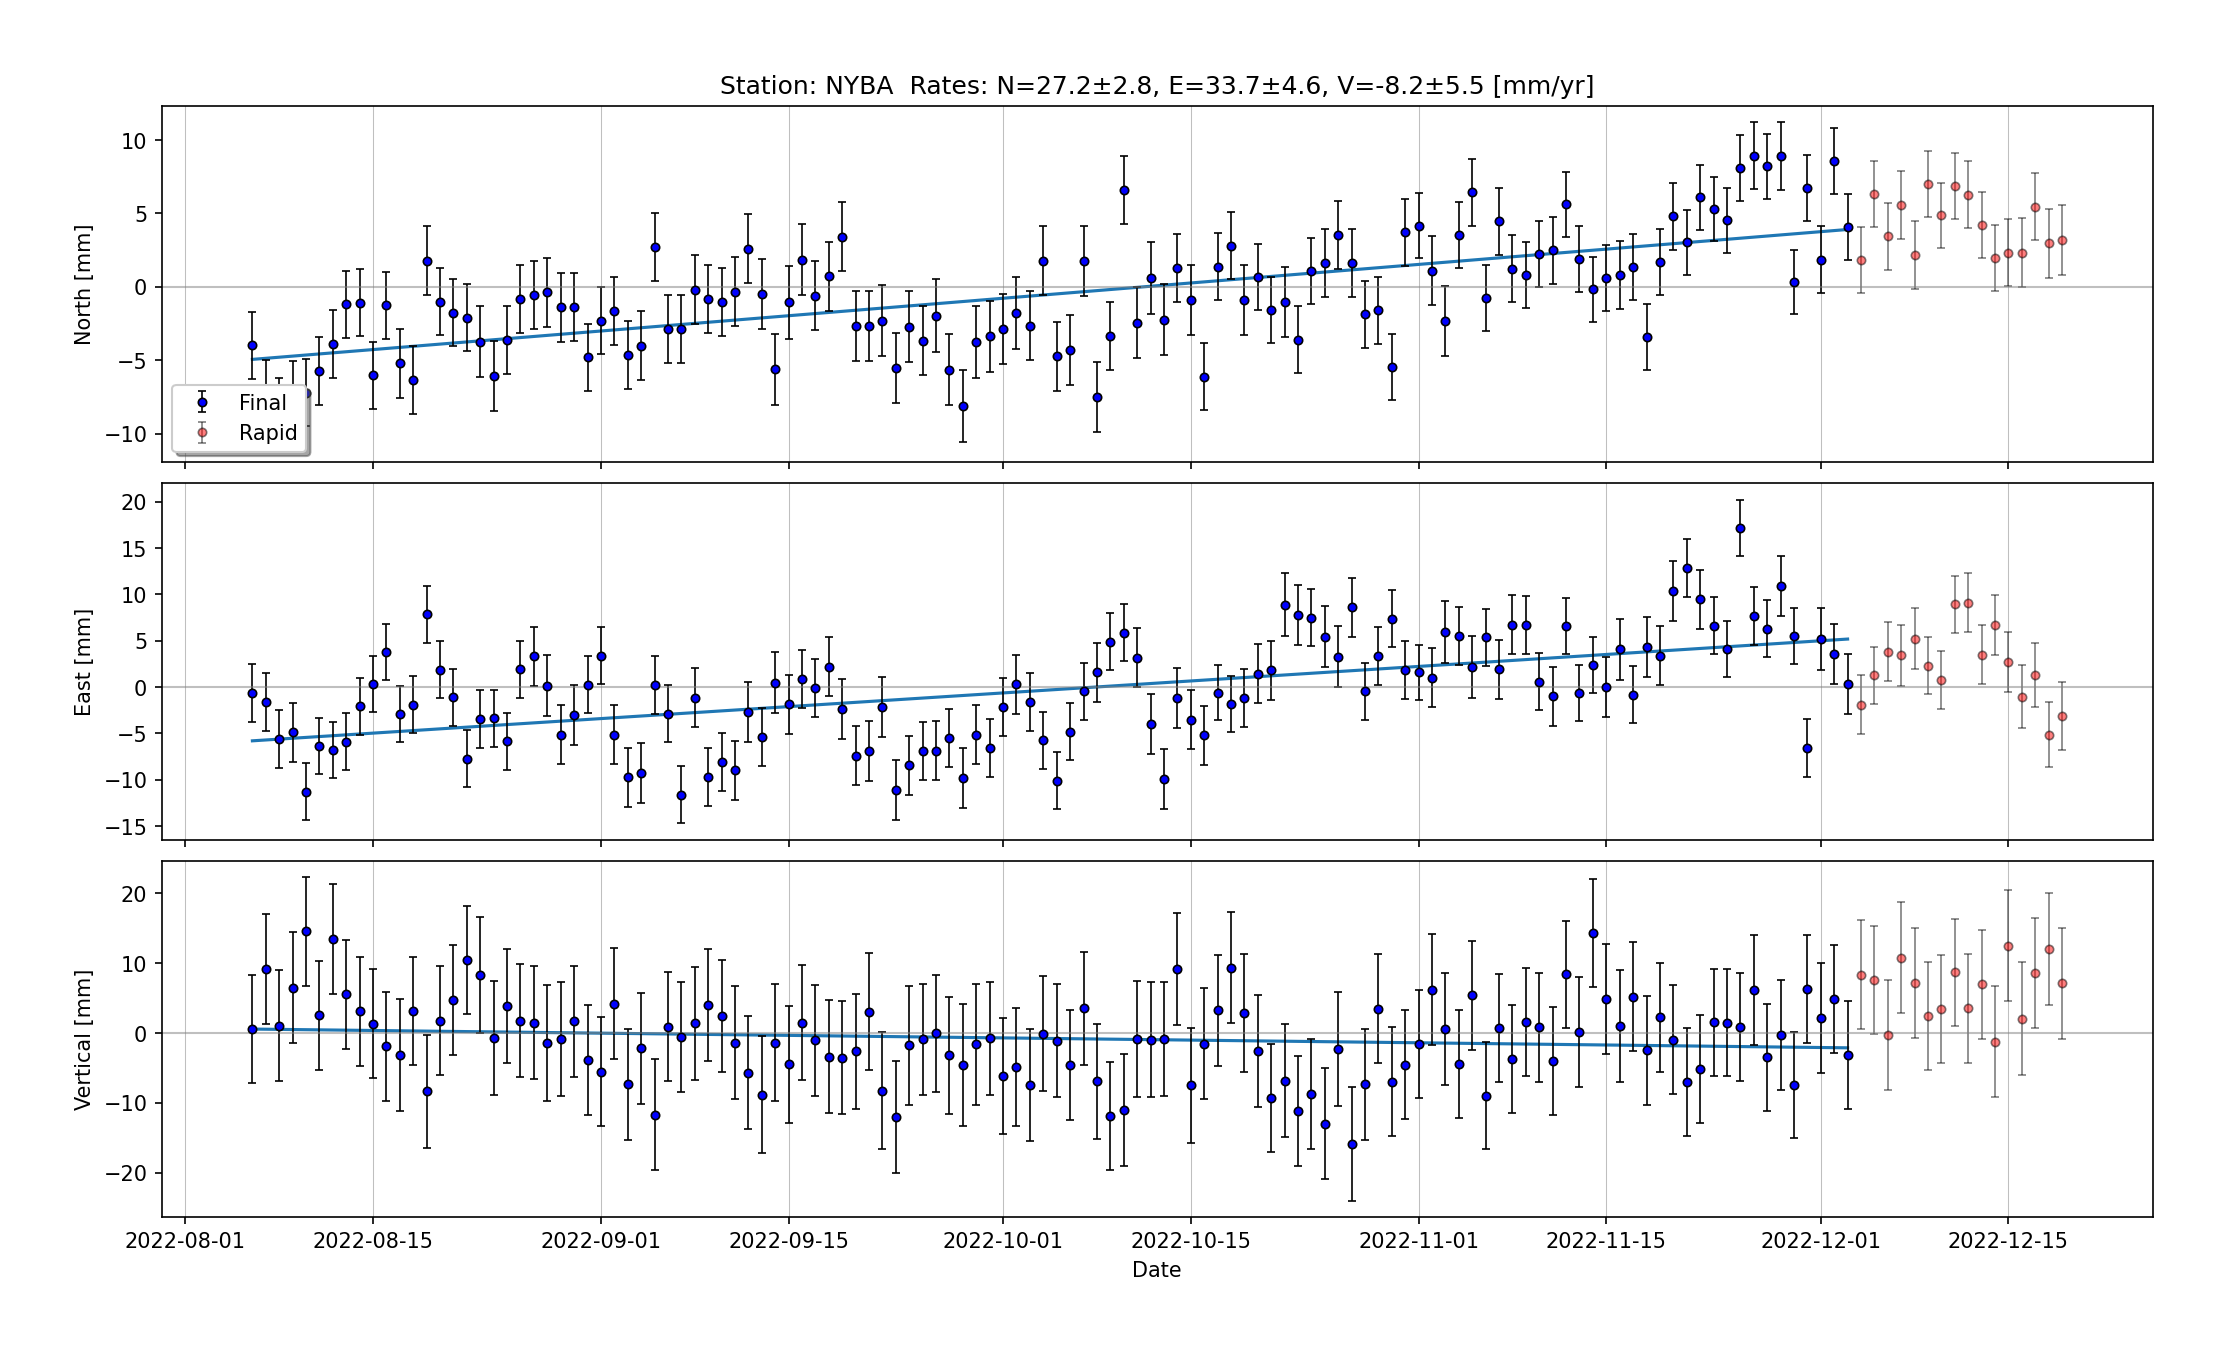 Station: NYBA  Rates: N=27.2±2.8, E=33.7±4.6, V=-8.2±5.5 [mm/yr]
North [mm]
10
5
0
−5
−10
Final
Rapid
East [mm]
20
15
10
5
0
−5
−10
−15
Vertical [mm]
20
10
0
−10
−20
2022-08-01 2022-08-15 2022-09-01 2022-09-15 2022-10-01 2022-10-15 2022-11-01 2022-11-15 2022-12-01 2022-12-15
Date